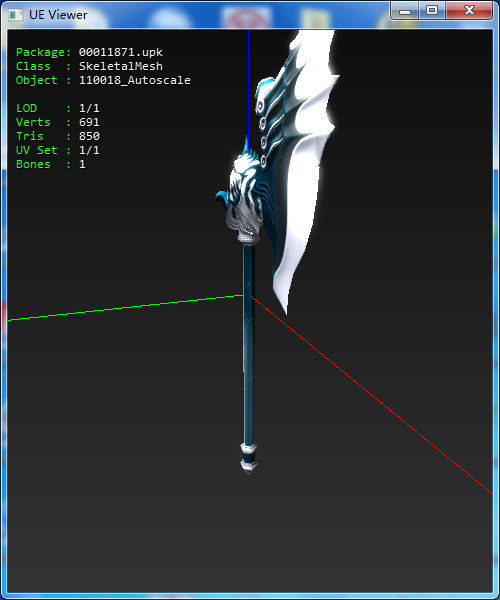 UE Viewer
Package: 00011871.upk
Class : SkeletalMesh
Object : 110018_Autoscale
LOD : 1/1
Verts : 691
Tris : 850
UV Set : 1/1
Bones : 1